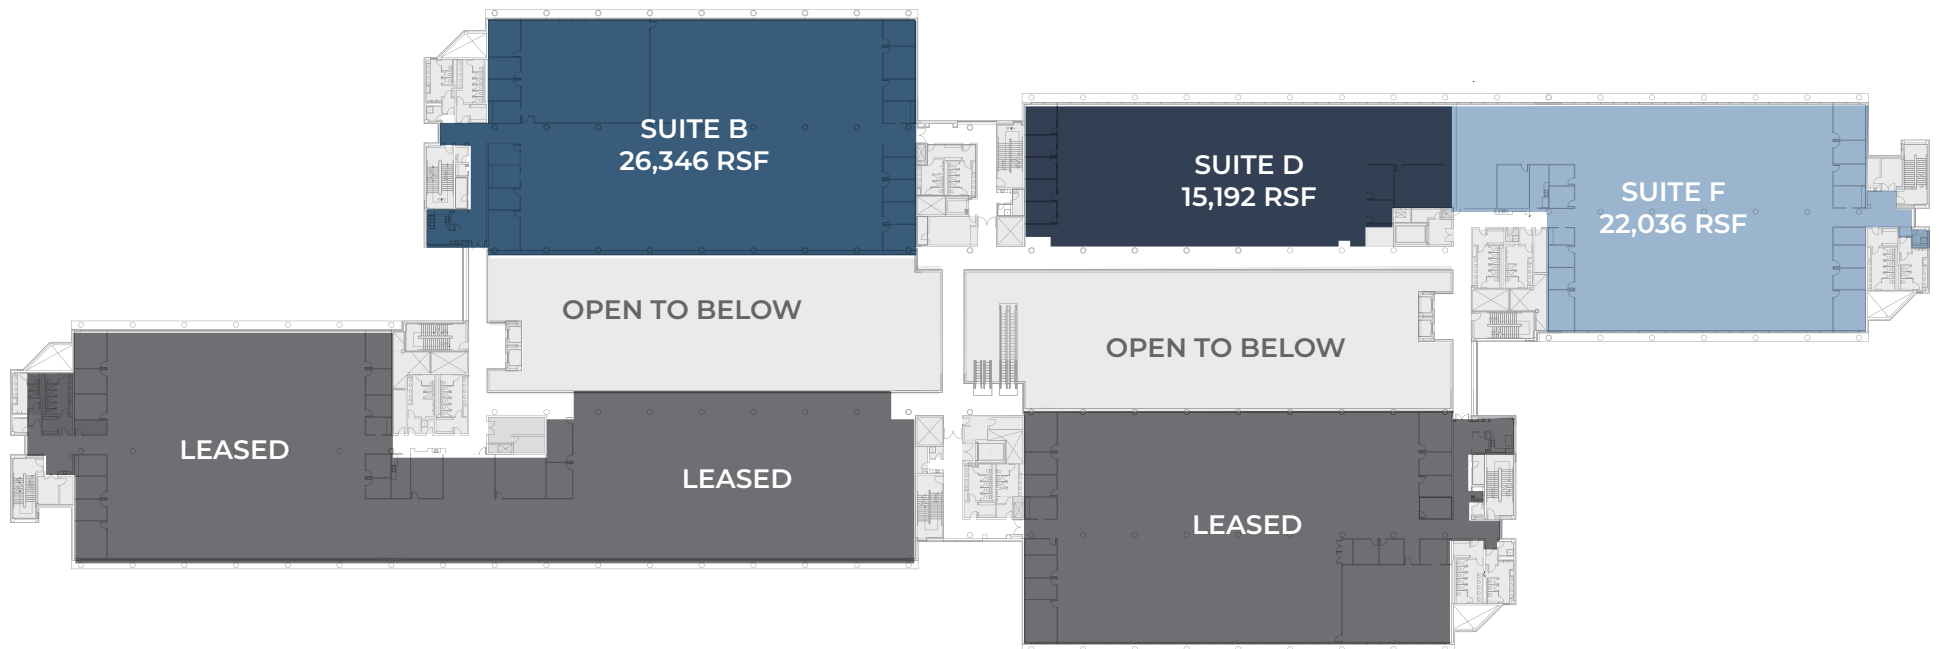 SUITE B
26,346 RSF
SUITE D
15,192 RSF
SUITE F
22,036 RSF
OPEN TO BELOW
OPEN TO BELOW
LEASED
LEASED
LEASED